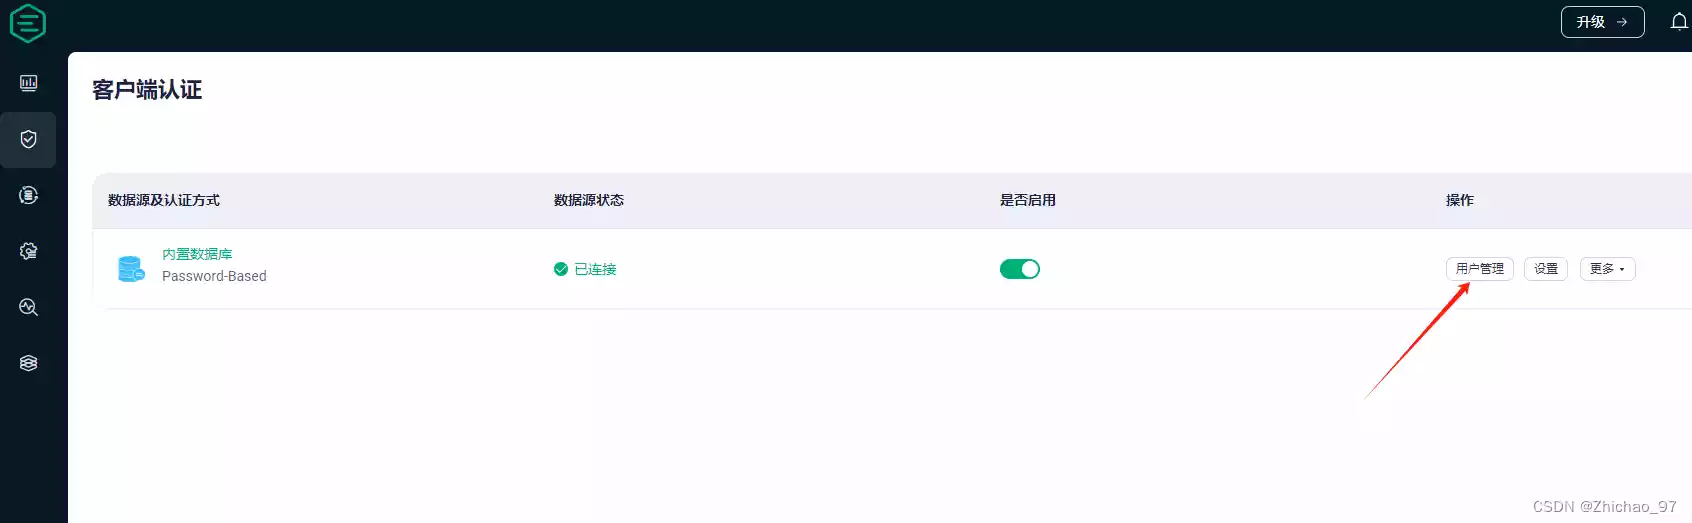 升级 →
客户端认证
数据源及认证方式 数据源状态 是否启用 操作
内置数据库
Password-Based
已连接
用户管理 设置 更多
CSDN @Zhichao_97